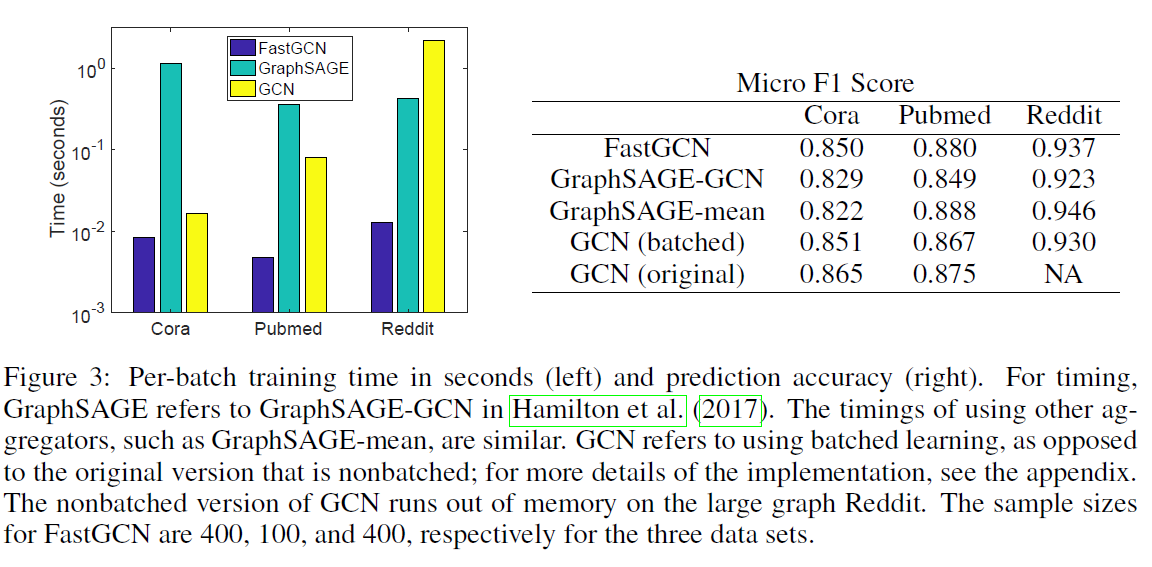 FastGCN
GraphSAGE
GCN
Time (seconds)
10^0
10^-1
10^-2
10^-3
Cora Pubmed Reddit
Micro F1 Score
Cora Pubmed Reddit
FastGCN 0.850 0.880 0.937
GraphSAGE-GCN 0.829 0.849 0.923
GraphSAGE-mean 0.822 0.888 0.946
GCN (batched) 0.851 0.867 0.930
GCN (original) 0.865 0.875 NA
Figure 3: Per-batch training time in seconds (left) and prediction accuracy (right). For timing,
GraphSAGE refers to GraphSAGE-GCN in Hamilton et al. (2017). The timings of using other ag-
gregators, such as GraphSAGE-mean, are similar. GCN refers to using batched learning, as opposed
to the original version that is nonbatched; for more details of the implementation, see the appendix.
The nonbatched version of GCN runs out of memory on the large graph Reddit. The sample sizes
for FastGCN are 400, 100, and 400, respectively for the three data sets.